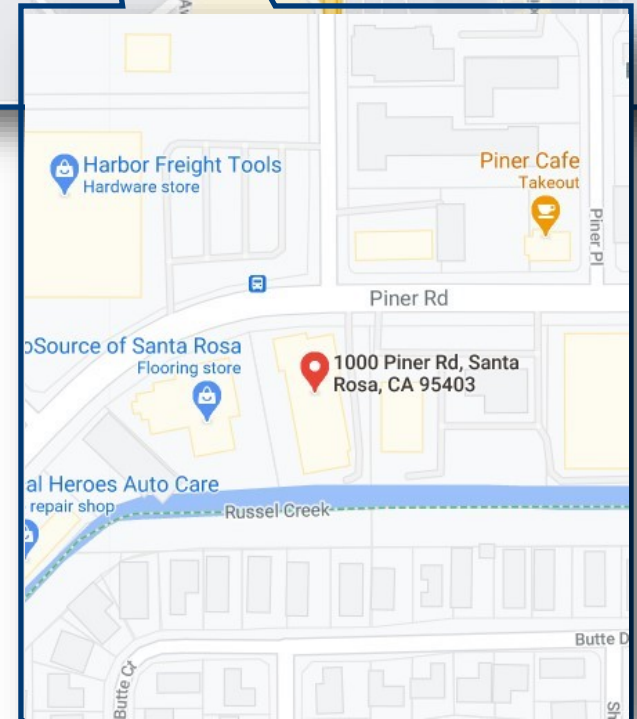 Harbor Freight Tools
Hardware store
Piner Cafe
Takeout
Piner Pl
Piner Rd
oSource of Santa Rosa
Flooring store
1000 Piner Rd, Santa
Rosa, CA 95403
al Heroes Auto Care
repair shop
Russel Creek
Butte D
Butte Ct
Sh